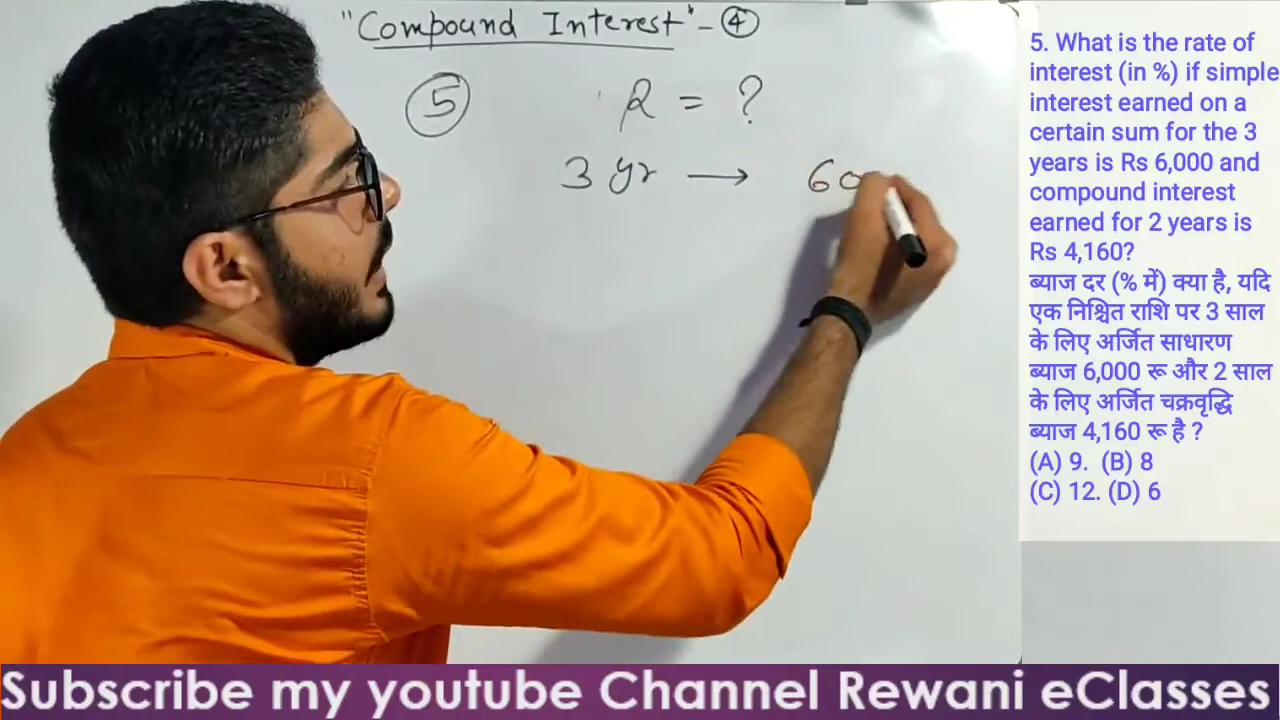 "Compound Interest" - ④
⑤ R = ?
3 yr → 60
5. What is the rate of
interest (in %) if simple
interest earned on a
certain sum for the 3
years is Rs 6,000 and
compound interest
earned for 2 years is
Rs 4,160?
ब्याज दर (% में) क्या है, यदि
एक निश्चित राशि पर 3 साल
के लिए अर्जित साधारण
ब्याज 6,000 रू और 2 साल
के लिए अर्जित चक्रवृद्धि
ब्याज 4,160 रू है ?
(A) 9. (B) 8
(C) 12. (D) 6
Subscribe my youtube Channel Rewani eClasses